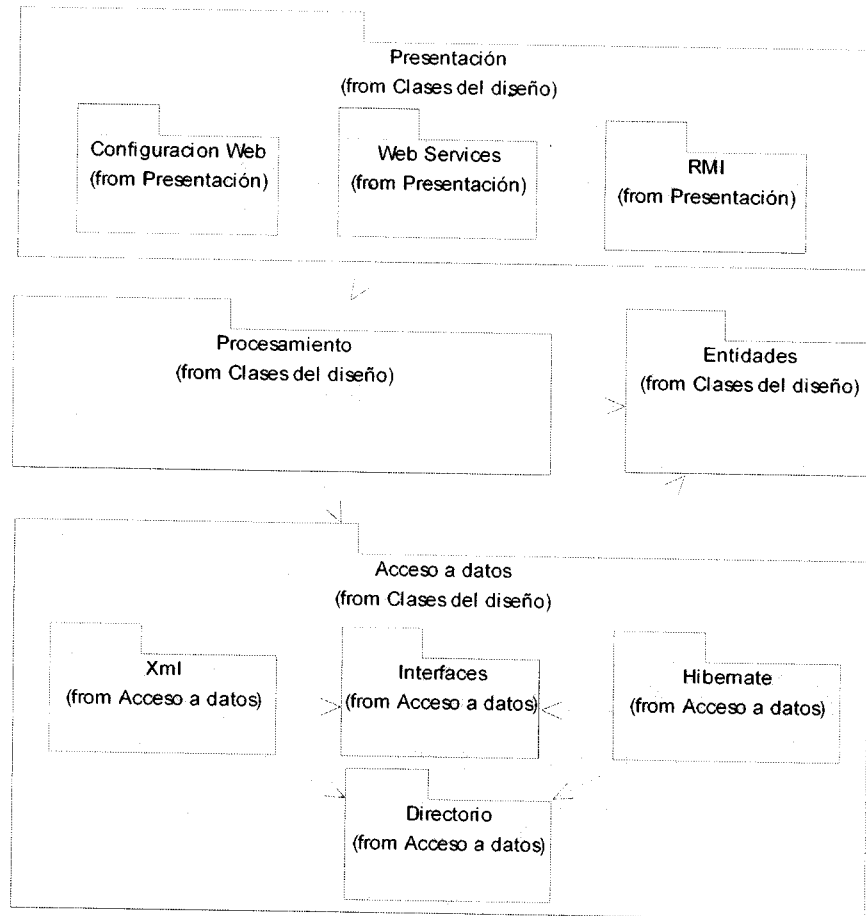 Presentación
(from Clases del diseño)
Configuracion Web
(from Presentación)
Web Services
(from Presentación)
RMI
(from Presentación)
Procesamiento
(from Clases del diseño)
Entidades
(from Clases del diseño)
Acceso a datos
(from Clases del diseño)
Xml
(from Acceso a datos)
Interfaces
(from Acceso a datos)
Hibernate
(from Acceso a datos)
Directorio
(from Acceso a datos)